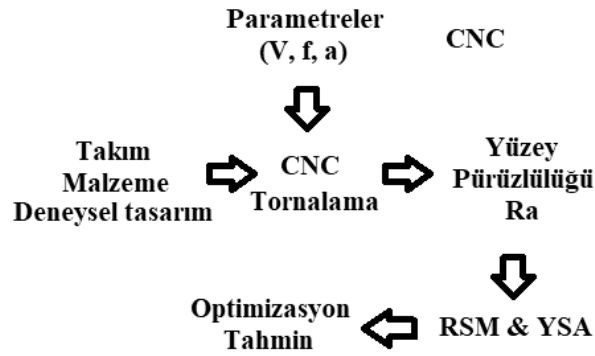 Parametreler
(V, f, a)
CNC
Takım
Malzeme
Deneysel tasarım
CNC
Tornalama
Yüzey
Pürüzlülüğü
Ra
Optimizasyon
Tahmin
RSM & YSA